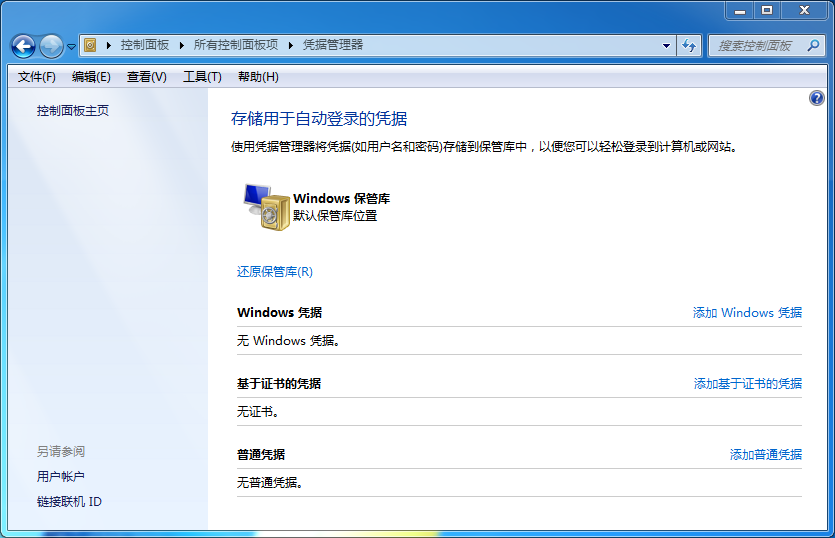 控制面板 所有控制面板项 凭据管理器 搜索控制面板
文件(F) 编辑(E) 查看(V) 工具(T) 帮助(H)
控制面板主页
存储用于自动登录的凭据
使用凭据管理器将凭据(如用户名和密码)存储到保管库中，以便您可以轻松登录到计算机或网站。
Windows 保管库
默认保管库位置
还原保管库(R)
Windows 凭据 添加 Windows 凭据
无 Windows 凭据。
基于证书的凭据 添加基于证书的凭据
无证书。
普通凭据 添加普通凭据
无普通凭据。
另请参阅
用户帐户
链接联机 ID